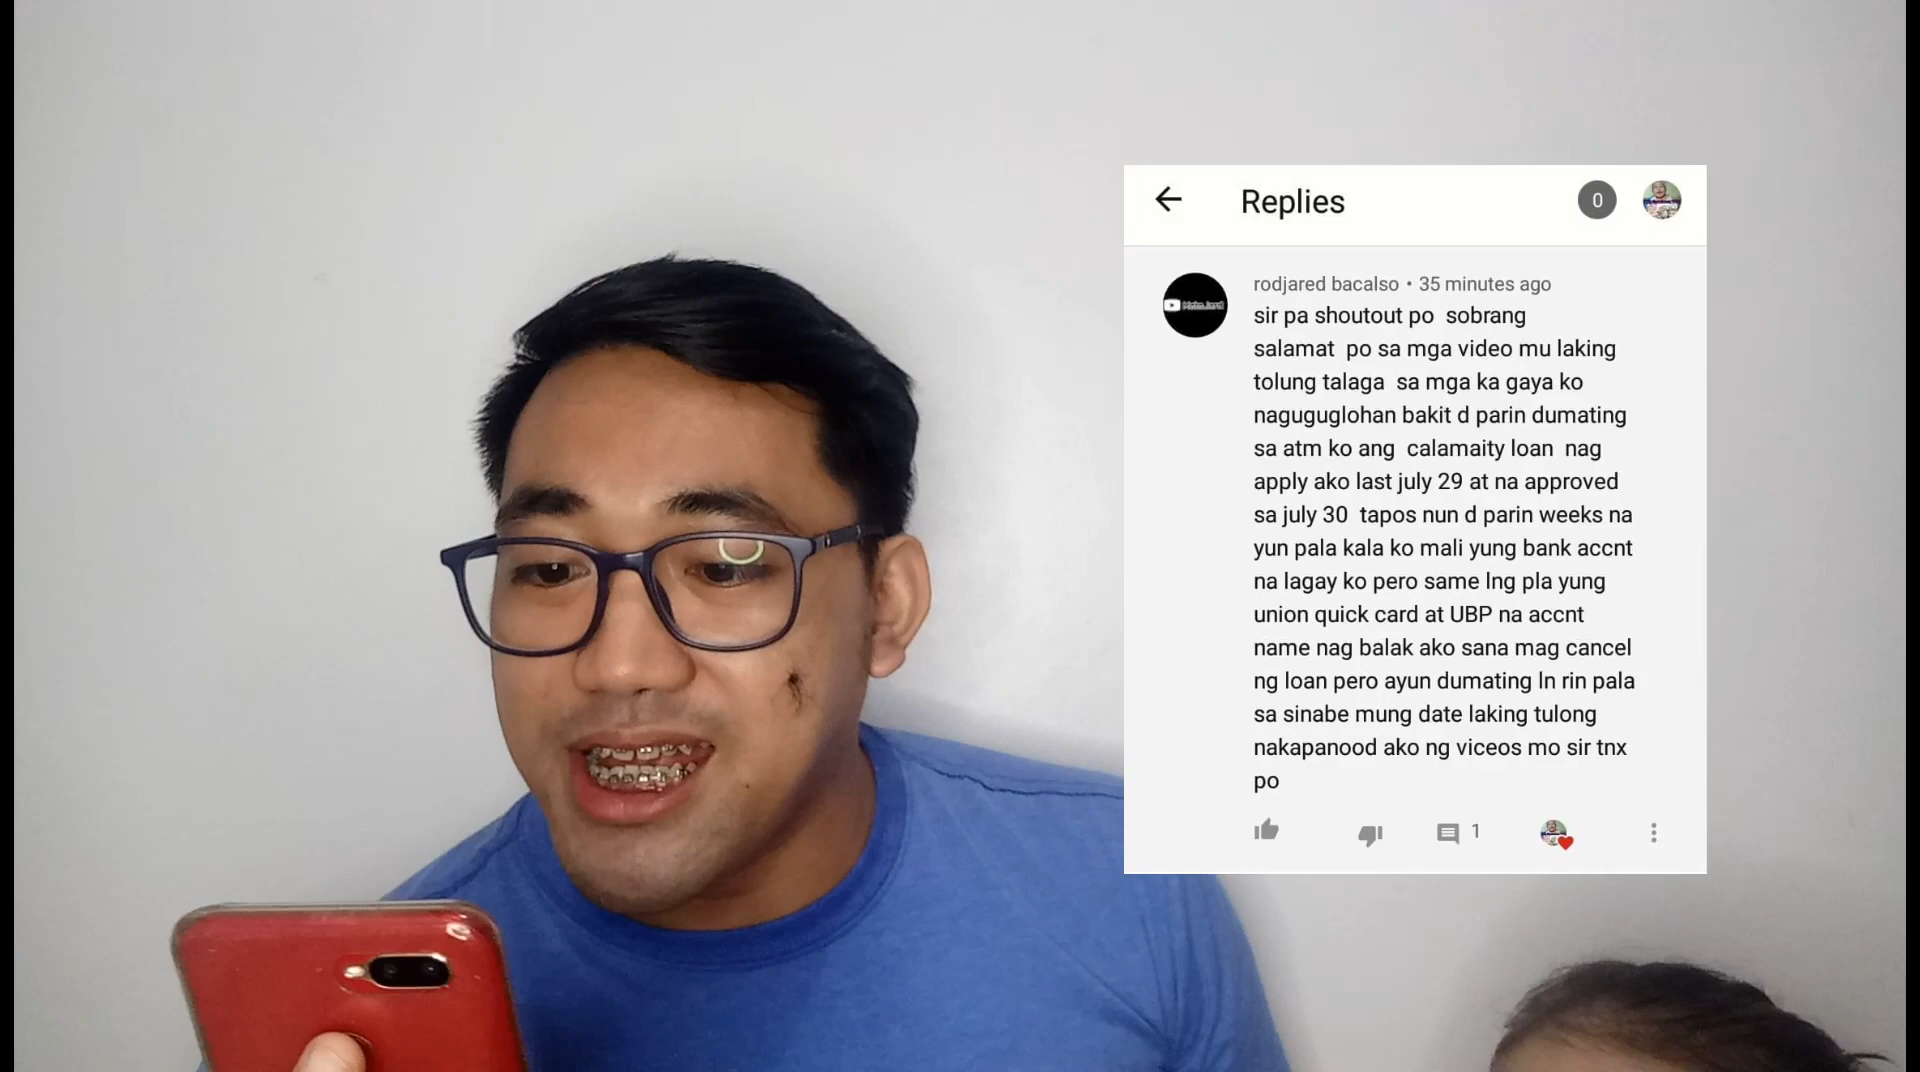 Replies
0
rodjared bacalso • 35 minutes ago
sir pa shoutout po sobrang
salamat po sa mga video mu laking
tolung talaga sa mga ka gaya ko
naguguglohan bakit d parin dumating
sa atm ko ang calamaity loan nag
apply ako last july 29 at na approved
sa july 30 tapos nun d parin weeks na
yun pala kala ko mali yung bank accnt
na lagay ko pero same lng pla yung
union quick card at UBP na accnt
name nag balak ako sana mag cancel
ng loan pero ayun dumating ln rin pala
sa sinabe mung date laking tulong
nakapanood ako ng viceos mo sir tnx
po
1